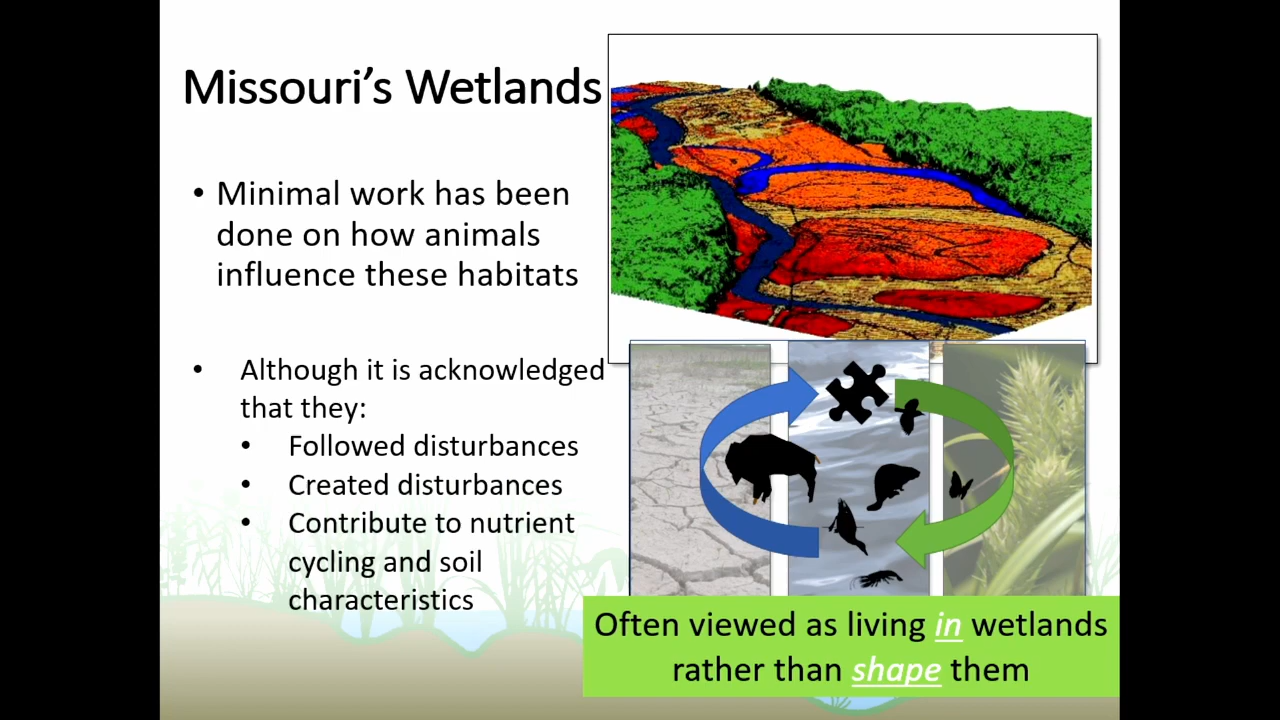 Missouri's Wetlands
• Minimal work has been
done on how animals
influence these habitats
• Although it is acknowledged
that they:
• Followed disturbances
• Created disturbances
• Contribute to nutrient
cycling and soil
characteristics
Often viewed as living in wetlands
rather than shape them